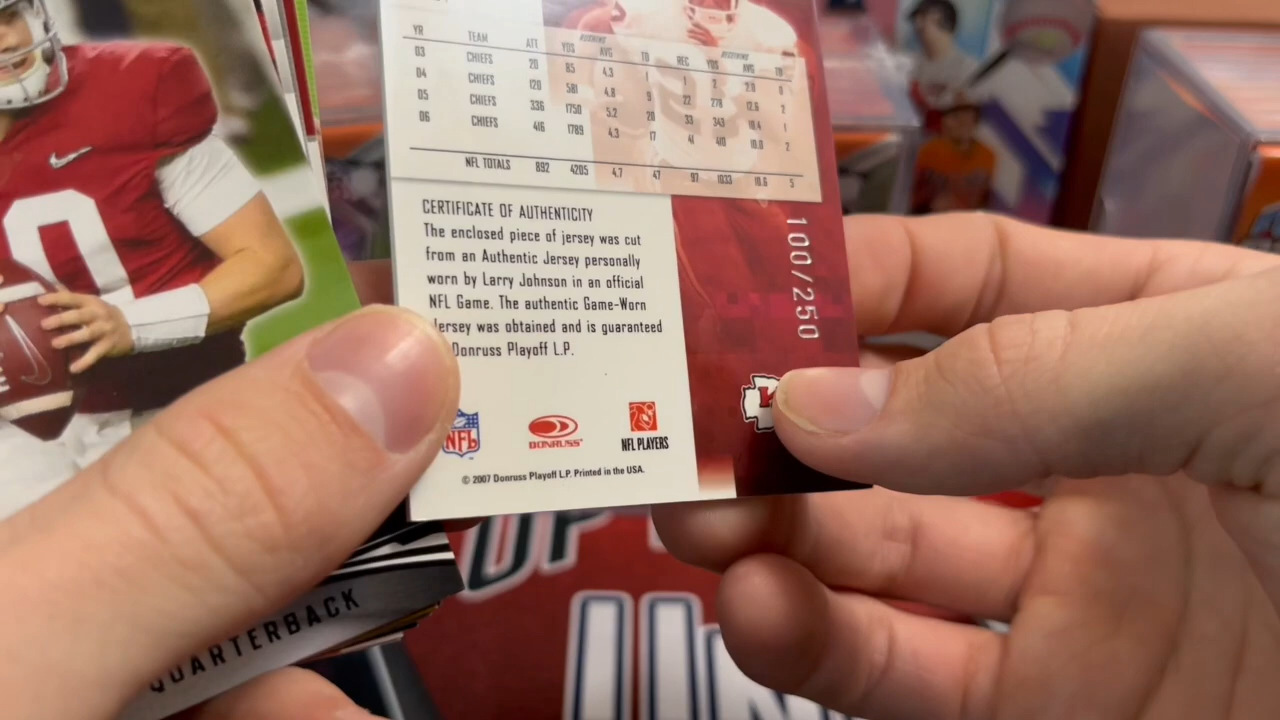 RUSHING RECEIVING
YR TEAM ATT YDS AVG TD REC YDS AVG TD
03 CHIEFS 20 85 4.3 1 1 2 2.0 0
04 CHIEFS 120 581 4.8 9 22 278 12.6 2
05 CHIEFS 336 1750 5.2 20 33 343 10.4 1
06 CHIEFS 416 1789 4.3 17 41 410 10.0 2
NFL TOTALS 892 4205 4.7 47 97 1033 10.6 5
CERTIFICATE OF AUTHENTICITY
The enclosed piece of jersey was cut
from an Authentic Jersey personally
worn by Larry Johnson in an official
NFL Game. The authentic Game-Worn
Jersey was obtained and is guaranteed
Donruss Playoff L.P.
100/250
NFL DONRUSS NFL PLAYERS
© 2007 Donruss Playoff L.P. Printed in the USA.
QUARTERBACK
UP